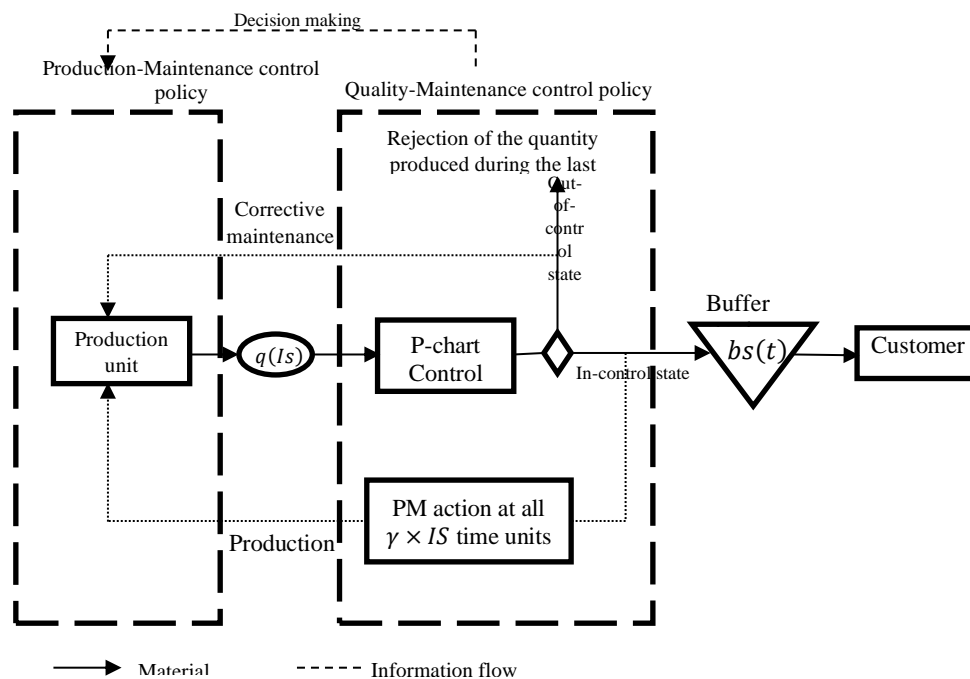 Decision making
Production-Maintenance control
policy
Quality-Maintenance control policy
Rejection of the quantity
produced during the last
Out-
of-
contr
ol
state
Corrective
maintenance
Production
unit
q(Is)
P-chart
Control
In-control state
Buffer
bs(t)
Customer
PM action at all
γ × IS time units
Production
Material
Information flow